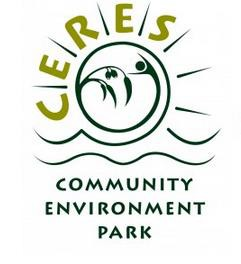 CERES
COMMUNITY
ENVIRONMENT
PARK